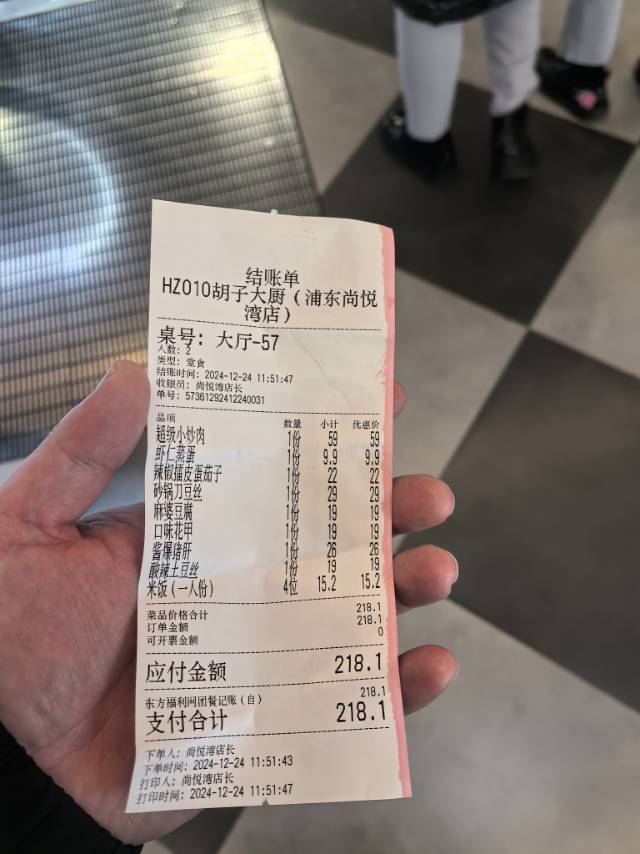 结账单
HZ010胡子大厨（浦东尚悦
湾店）
桌号: 大厅-57
人数: 2
类型: 堂食
结账时间: 2024-12-24 11:51:47
收银员: 尚悦湾店长
单号: 57361292412240031
品项 数量 小计 优惠价
超级小炒肉 1份 59 59
虾仁蒸蛋 1份 9.9 9.9
辣椒擂皮蛋茄子 1份 22 22
砂锅刀豆丝 1份 29 29
麻婆豆腐 1份 19 19
口味花甲 1份 19 19
酱爆猪肝 1份 26 26
酸辣土豆丝 1份 19 19
米饭（一人份） 4位 15.2 15.2
菜品价格合计 218.1
订单金额 218.1
可开票金额 0
应付金额 218.1
东方福利网团餐记账（自） 218.1
支付合计 218.1
下单人: 尚悦湾店长
下单时间: 2024-12-24 11:51:43
打印人: 尚悦湾店长
打印时间: 2024-12-24 11:51:47